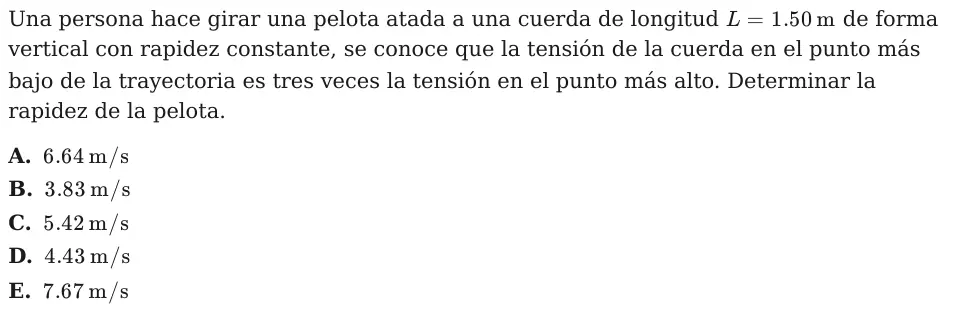 Una persona hace girar una pelota atada a una cuerda de longitud L = 1.50 m de forma
vertical con rapidez constante, se conoce que la tensión de la cuerda en el punto más
bajo de la trayectoria es tres veces la tensión en el punto más alto. Determinar la
rapidez de la pelota.
A. 6.64 m/s
B. 3.83 m/s
C. 5.42 m/s
D. 4.43 m/s
E. 7.67 m/s